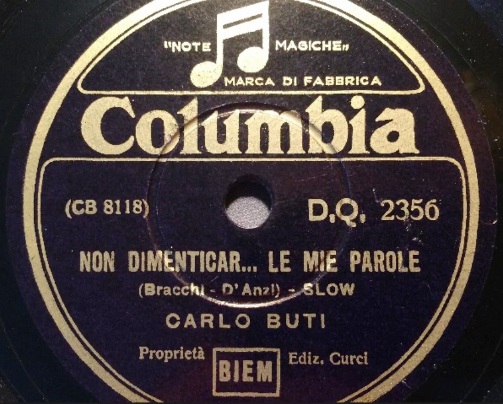 "NOTE MAGICHE"
MARCA DI FABBRICA
Columbia
(CB 8118) D.Q. 2356
NON DIMENTICAR... LE MIE PAROLE
(Bracchi - D'Anzi) - SLOW
CARLO BUTI
Proprietà BIEM Ediz. Curci